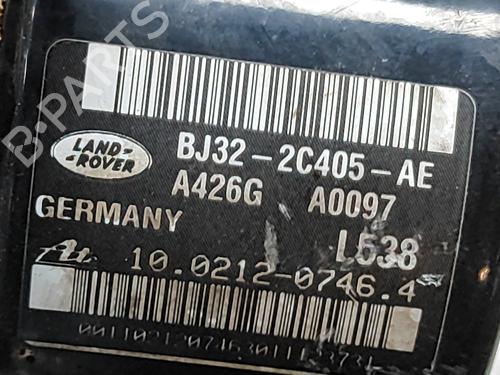 B-PARTS
LAND-
-ROVER
BJ32-2C405-AE
A426G A0097
GERMANY L538
10.0212-0746.4